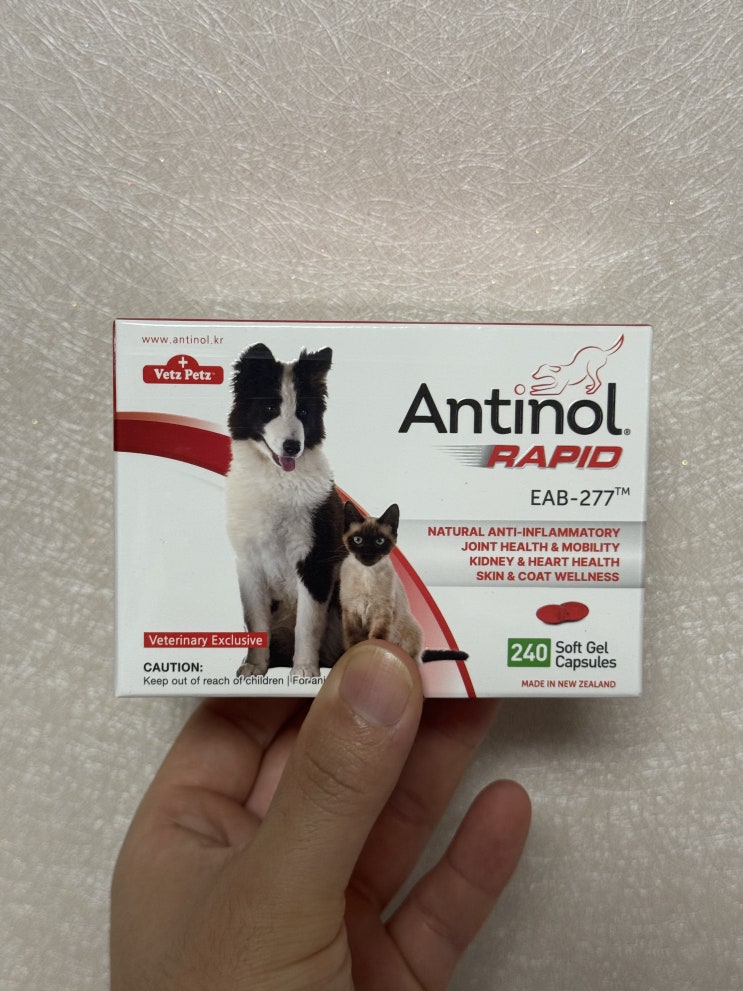 www.antinol.kr
Vetz Petz
Antinol®
RAPID
EAB-277™
NATURAL ANTI-INFLAMMATORY
JOINT HEALTH & MOBILITY
KIDNEY & HEART HEALTH
SKIN & COAT WELLNESS
Veterinary Exclusive
CAUTION:
Keep out of reach of children | For
240 Soft Gel
Capsules
MADE IN NEW ZEALAND